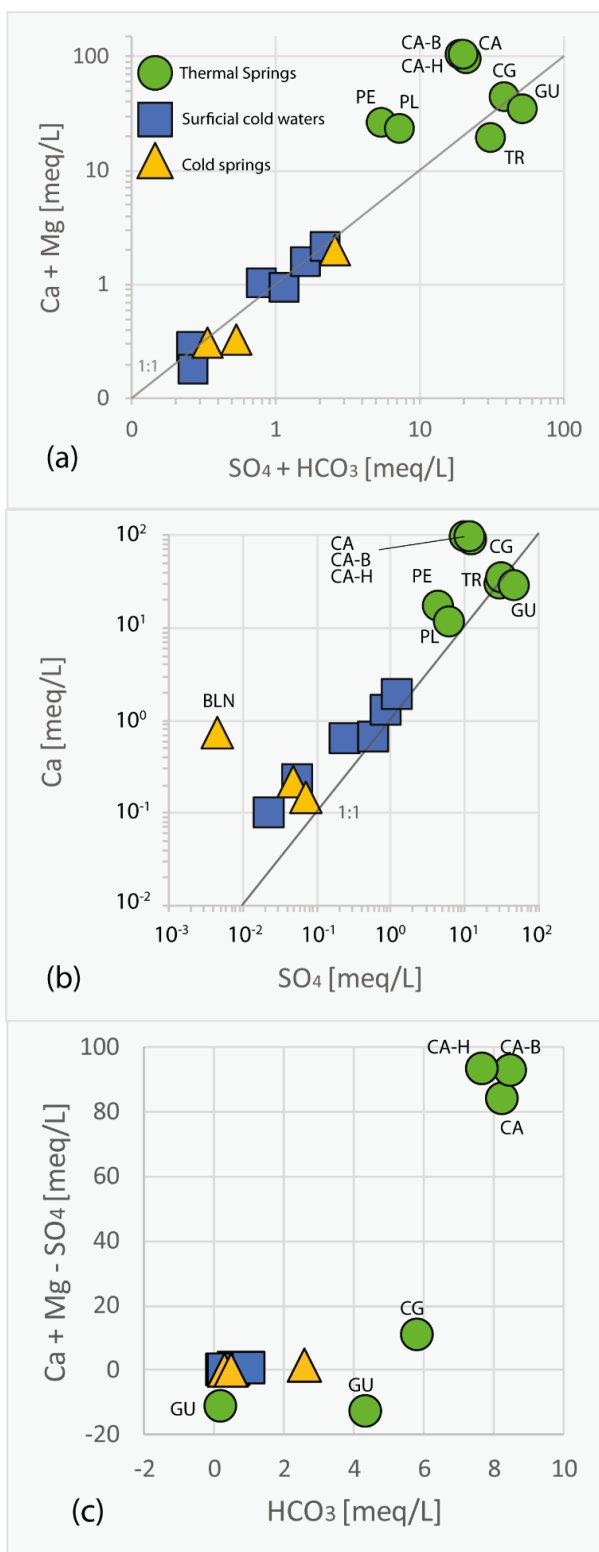 100
10
1
0
Ca + Mg [meq/L]
Thermal Springs
Surficial cold waters
Cold springs
CA-B
CA
CA-H
CG
PE
PL
GU
TR
1:1
0
1
10
100
(a)
SO₄ + HCO₃ [meq/L]
10²
10¹
10⁰
10⁻¹
10⁻²
Ca [meq/L]
CA
CA-B
CA-H
CG
PE
TR
GU
PL
BLN
1:1
10⁻³
10⁻²
10⁻¹
10⁰
10¹
10²
(b)
SO₄ [meq/L]
100
80
60
40
20
0
-20
Ca + Mg - SO₄ [meq/L]
CA-H
CA-B
CA
CG
GU
GU
-2
0
2
4
6
8
10
(c)
HCO₃ [meq/L]